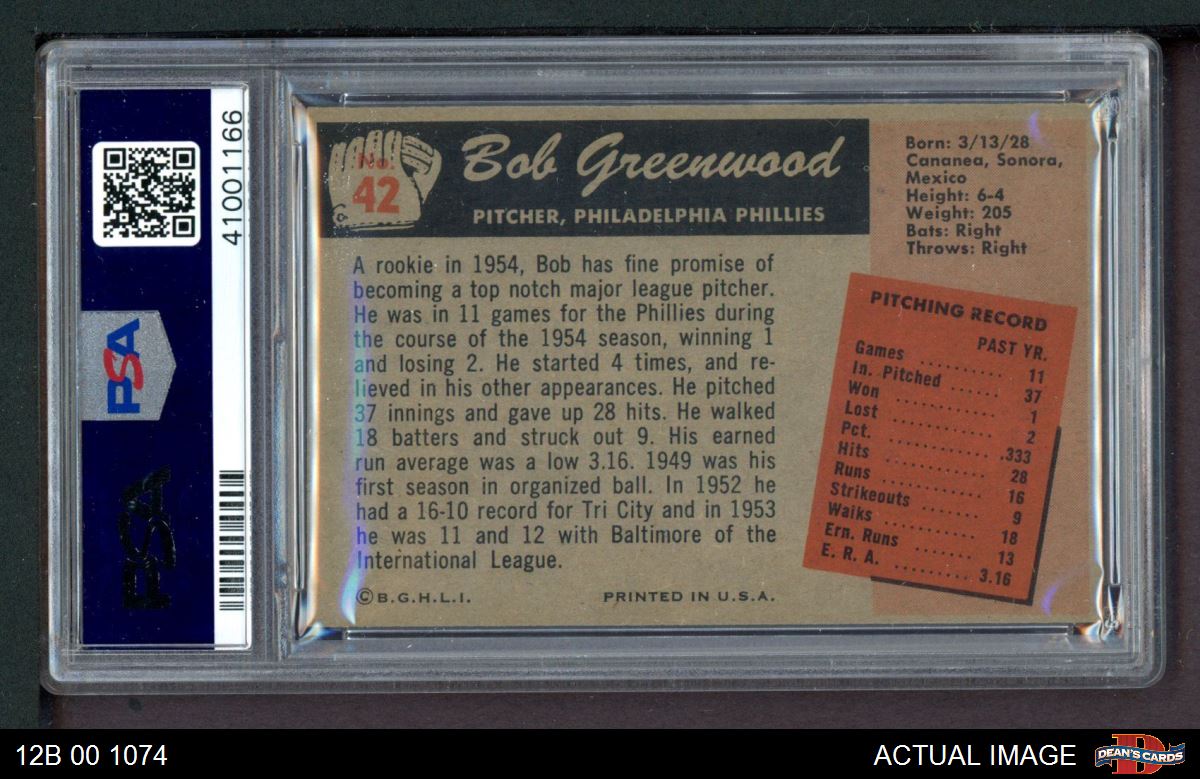 41001166
PSA
PSA
No.
42
Bob Greenwood
PITCHER, PHILADELPHIA PHILLIES
A rookie in 1954, Bob has fine promise of
becoming a top notch major league pitcher.
He was in 11 games for the Phillies during
the course of the 1954 season, winning 1
and losing 2. He started 4 times, and re-
lieved in his other appearances. He pitched
37 innings and gave up 28 hits. He walked
18 batters and struck out 9. His earned
run average was a low 3.16. 1949 was his
first season in organized ball. In 1952 he
had a 16-10 record for Tri City and in 1953
he was 11 and 12 with Baltimore of the
International League.
©B.G.H.L.I. PRINTED IN U.S.A.
Born: 3/13/28
Cananea, Sonora,
Mexico
Height: 6-4
Weight: 205
Bats: Right
Throws: Right
PITCHING RECORD
PAST YR.
Games ........... 11
In. Pitched ...... 37
Won ........... 1
Lost ........... 2
Pct. ........... .333
Hits ........... 28
Runs ........... 16
Strikeouts ....... 9
Walks ........... 18
Ern. Runs ....... 13
E. R. A. ......... 3.16
12B 00 1074
ACTUAL IMAGE
D
DEAN'S CARDS